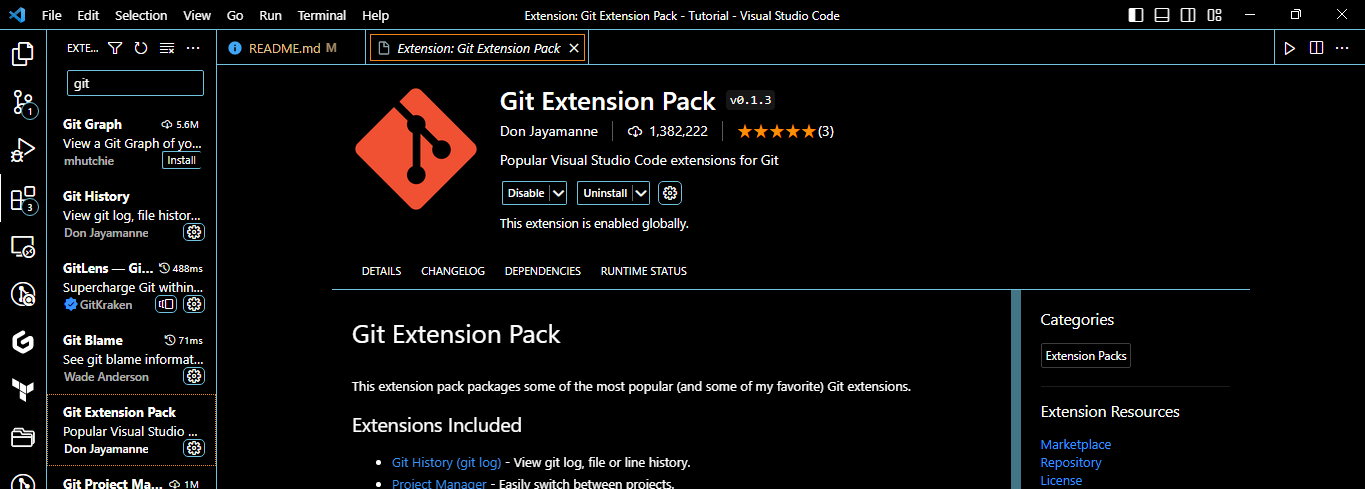 File Edit Selection View Go Run Terminal Help Extension: Git Extension Pack - Tutorial - Visual Studio Code
EXTE... README.md M Extension: Git Extension Pack
git
1
3
Git Graph 5.6M
View a Git Graph of yo...
mhutchie Install
Git History
View git log, file histor...
Don Jayamanne
GitLens — Gi... 488ms
Supercharge Git within...
GitKraken
Git Blame 71ms
See git blame informat...
Wade Anderson
Git Extension Pack
Popular Visual Studio ...
Don Jayamanne
Git Project Ma... 1M
Git Extension Pack v0.1.3
Don Jayamanne 1,382,222 (3)
Popular Visual Studio Code extensions for Git
Disable Uninstall
This extension is enabled globally.
DETAILS CHANGELOG DEPENDENCIES RUNTIME STATUS
Git Extension Pack
This extension pack packages some of the most popular (and some of my favorite) Git extensions.
Extensions Included
• Git History (git log) - View git log, file or line history.
• Project Manager - Easily switch between projects.
Categories
Extension Packs
Extension Resources
Marketplace
Repository
License